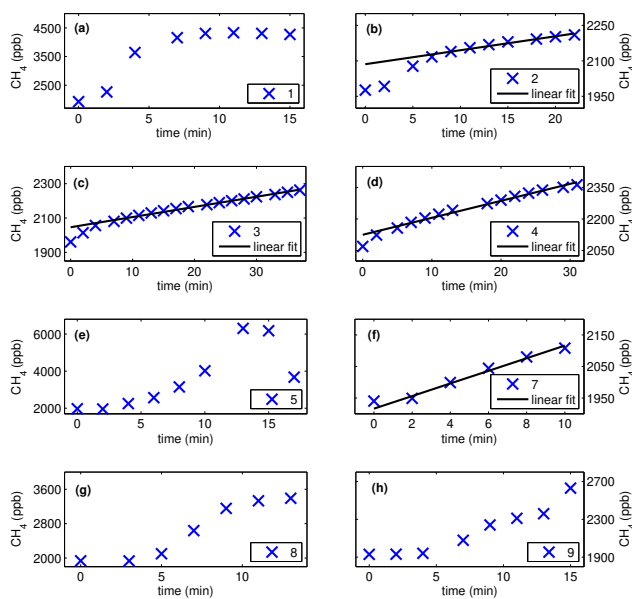 (a)
CH4 (ppb)
4500
3500
2500
0 5 10 15
time (min)
1
(b)
CH4 (ppb)
2250
2100
1950
0 5 10 15 20
time (min)
2
linear fit
(c)
CH4 (ppb)
2300
2100
1900
0 10 20 30
time (min)
3
linear fit
(d)
CH4 (ppb)
2350
2200
2050
0 10 20 30
time (min)
4
linear fit
(e)
CH4 (ppb)
6000
4000
2000
0 5 10 15
time (min)
5
(f)
CH4 (ppb)
2150
2050
1950
0 2 4 6 8 10
time (min)
7
linear fit
(g)
CH4 (ppb)
3600
2800
2000
0 5 10
time (min)
8
(h)
CH4 (ppb)
2700
2300
1900
0 5 10 15
time (min)
9